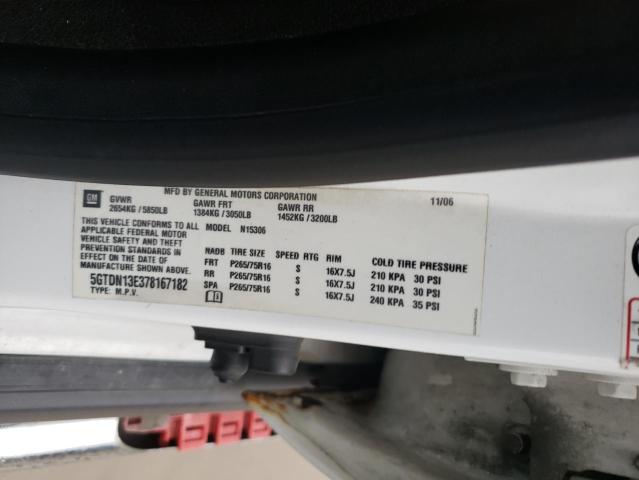 MFD BY GENERAL MOTORS CORPORATION 11/06
GM GVWR GAWR FRT GAWR RR
2654KG / 5850LB 1384KG / 3050LB 1452KG / 3200LB
THIS VEHICLE CONFORMS TO ALL MODEL N15306
APPLICABLE FEDERAL MOTOR
VEHICLE SAFETY AND THEFT
PREVENTION STANDARDS
IN EFFECT ON THE DATE OF
MANUFACTURE SHOWN ABOVE.
5GTDN13E378167182
TYPE: M.P.V.
NADB TIRE SIZE SPEED RTG RIM COLD TIRE PRESSURE
FRT P265/75R16 S 16X7.5J 210 KPA 30 PSI
RR P265/75R16 S 16X7.5J 210 KPA 30 PSI
SPA P265/75R16 S 16X7.5J 240 KPA 35 PSI